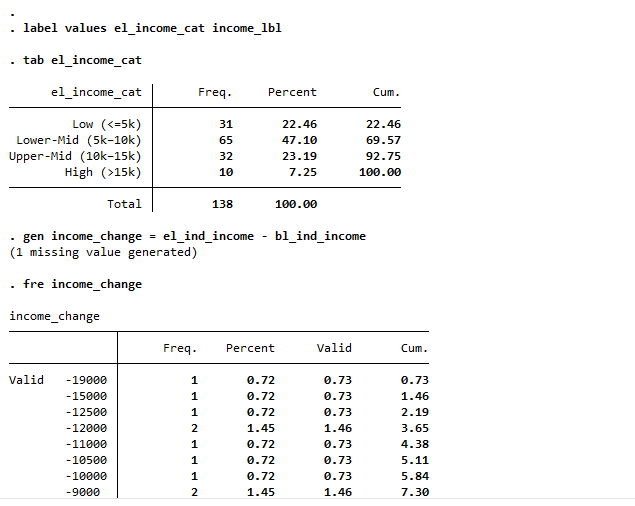 .
. label values el_income_cat income_lbl
. tab el_income_cat
el_income_cat Freq. Percent Cum.
Low (<=5k) 31 22.46 22.46
Lower-Mid (5k–10k) 65 47.10 69.57
Upper-Mid (10k–15k) 32 23.19 92.75
High (>15k) 10 7.25 100.00
Total 138 100.00
. gen income_change = el_ind_income - bl_ind_income
(1 missing value generated)
. fre income_change
income_change
Freq. Percent Valid Cum.
Valid -19000 1 0.72 0.73 0.73
-15000 1 0.72 0.73 1.46
-12500 1 0.72 0.73 2.19
-12000 2 1.45 1.46 3.65
-11000 1 0.72 0.73 4.38
-10500 1 0.72 0.73 5.11
-10000 1 0.72 0.73 5.84
-9000 2 1.45 1.46 7.30